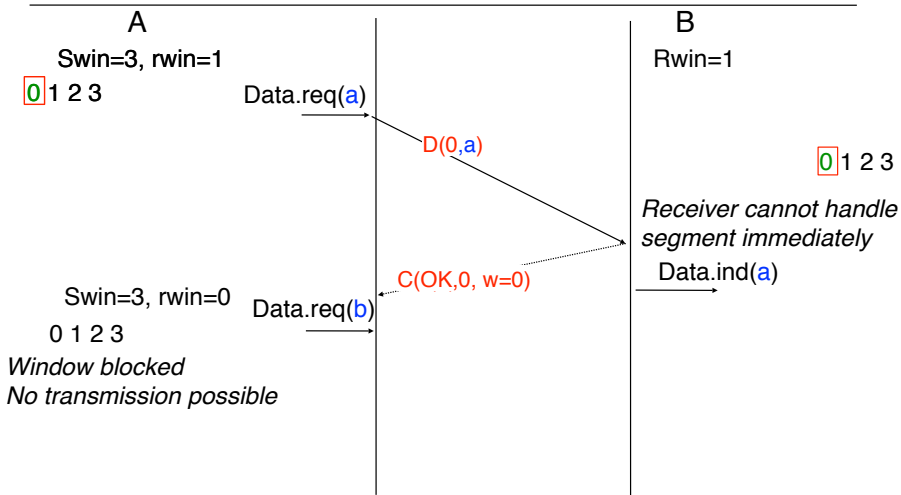 A
B
Swin=3, rwin=1
Rwin=1
0 1 2 3
Data.req(a)
D(0,a)
0 1 2 3
Receiver cannot handle
segment immediately
C(OK,0, w=0)
Data.ind(a)
Swin=3, rwin=0
Data.req(b)
0 1 2 3
Window blocked
No transmission possible